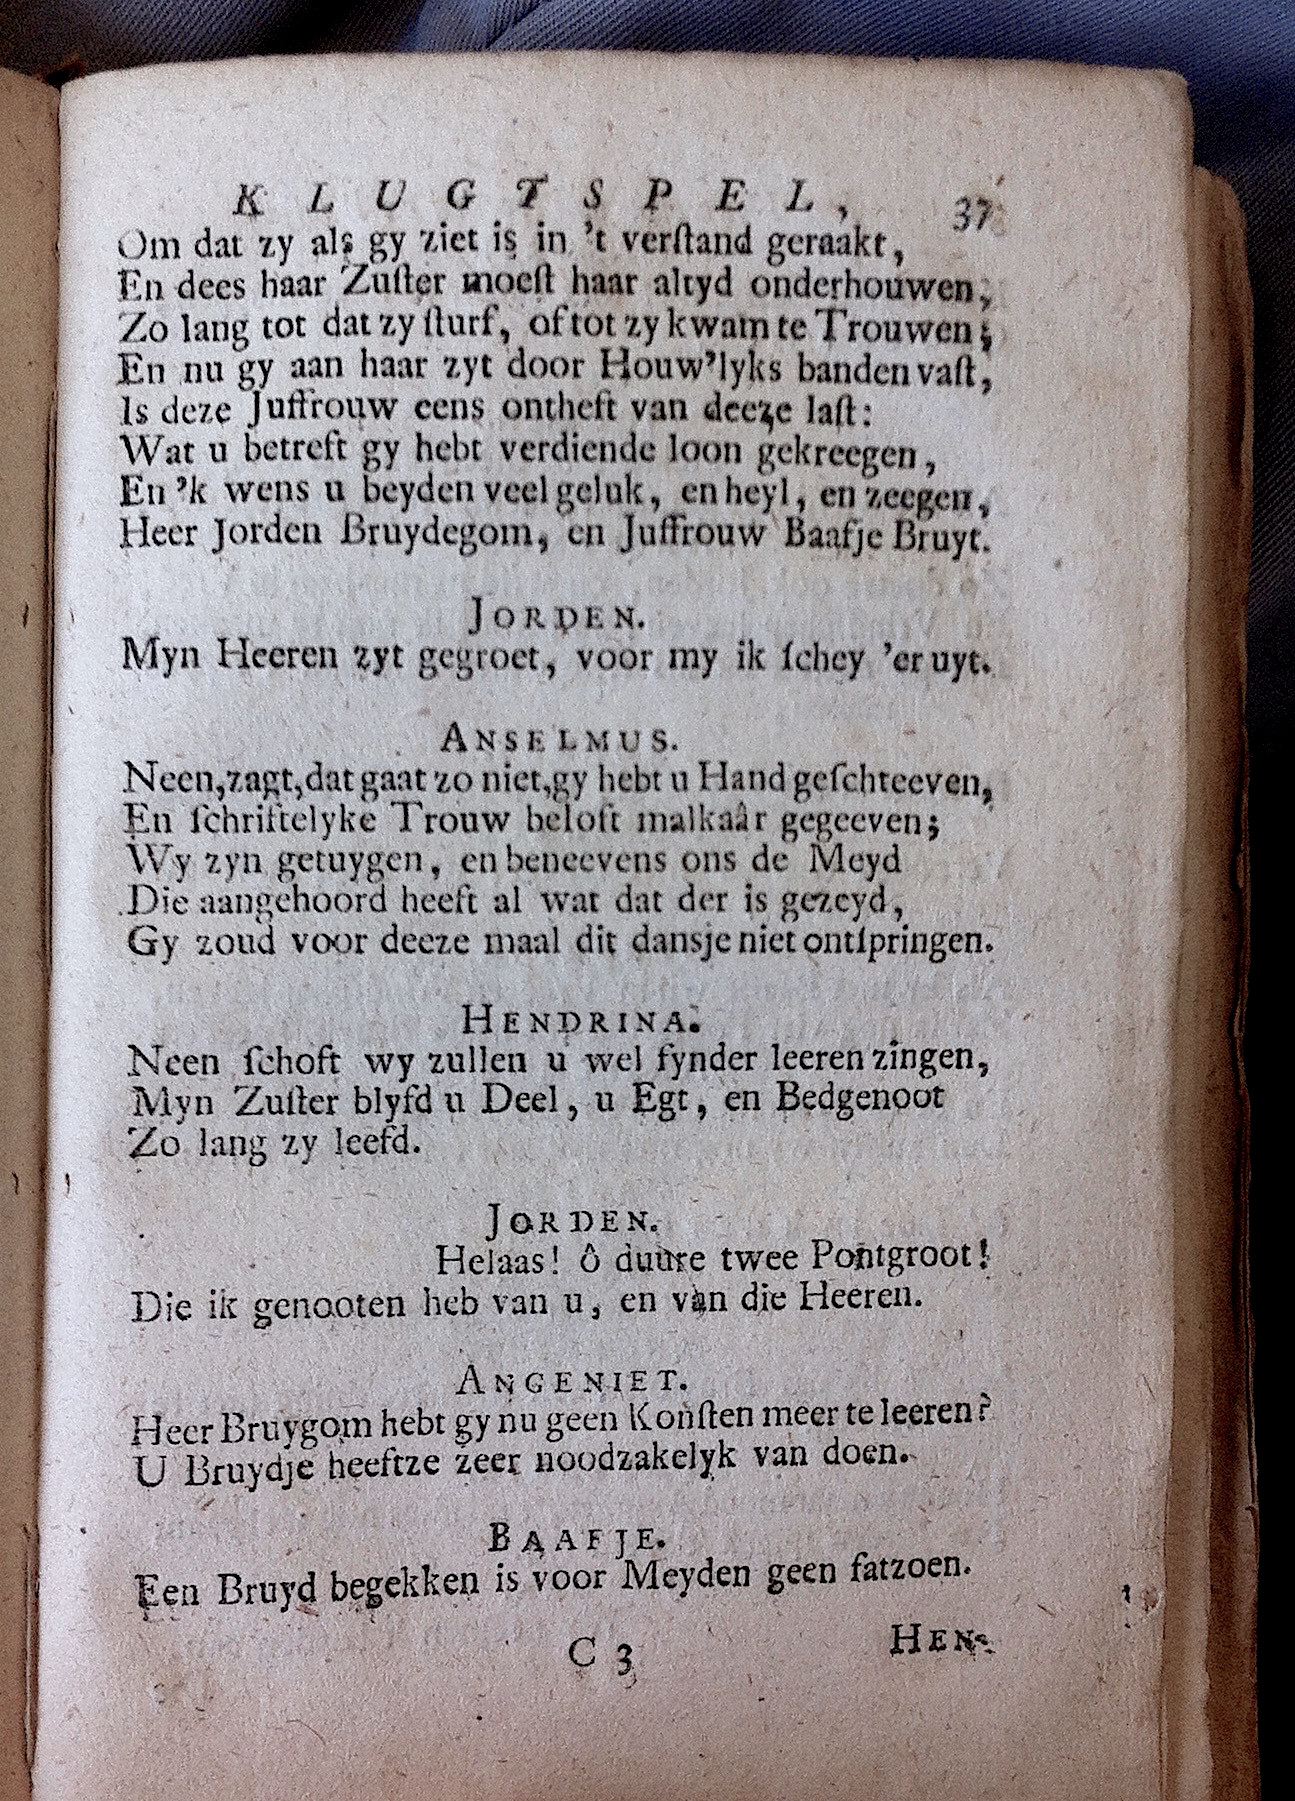 KLUGTSPEL, 37
Om dat zy als gy ziet is in 't verſtand geraakt,
En dees haar Zuſter moeſt haar altyd onderhouwen,
Zo lang tot dat zy ſturf, of tot zy kwam te Trouwen;
En nu gy aan haar zyt door Houw'lyks banden vaſt,
Is deze Juffrouw eens ontheft van deeze laſt:
Wat u betreft gy hebt verdiende loon gekreegen,
En 'k wens u beyden veel geluk, en heyl, en zeegen,
Heer Jorden Bruydegom, en Juffrouw Baafje Bruyt.
JORDEN.
Myn Heeren zyt gegroet, voor my ik ſchey 'er uyt.
ANSELMUS.
Neen, zagt, dat gaat zo niet, gy hebt u Hand geſchteeven,
En ſchriftelyke Trouw beloft malkaâr gegeeven;
Wy zyn getuygen, en beneevens ons de Meyd
Die aangehoord heeft al wat dat der is gezeyd,
Gy zoud voor deeze maal dit dansje niet ontſpringen.
HENDRINA.
Neen ſchoft wy zullen u wel fynder leeren zingen,
Myn Zuſter blyfd u Deel, u Egt, en Bedgenoot
Zo lang zy leefd.
JORDEN.
Helaas! ô duure twee Pontgroot!
Die ik genooten heb van u, en van die Heeren.
ANGENIET.
Heer Bruygom hebt gy nu geen Konſten meer te leeren?
U Bruydje heeftze zeer noodzakelyk van doen.
BAAFJE.
Een Bruyd begekken is voor Meyden geen fatzoen.
C 3 HEN-